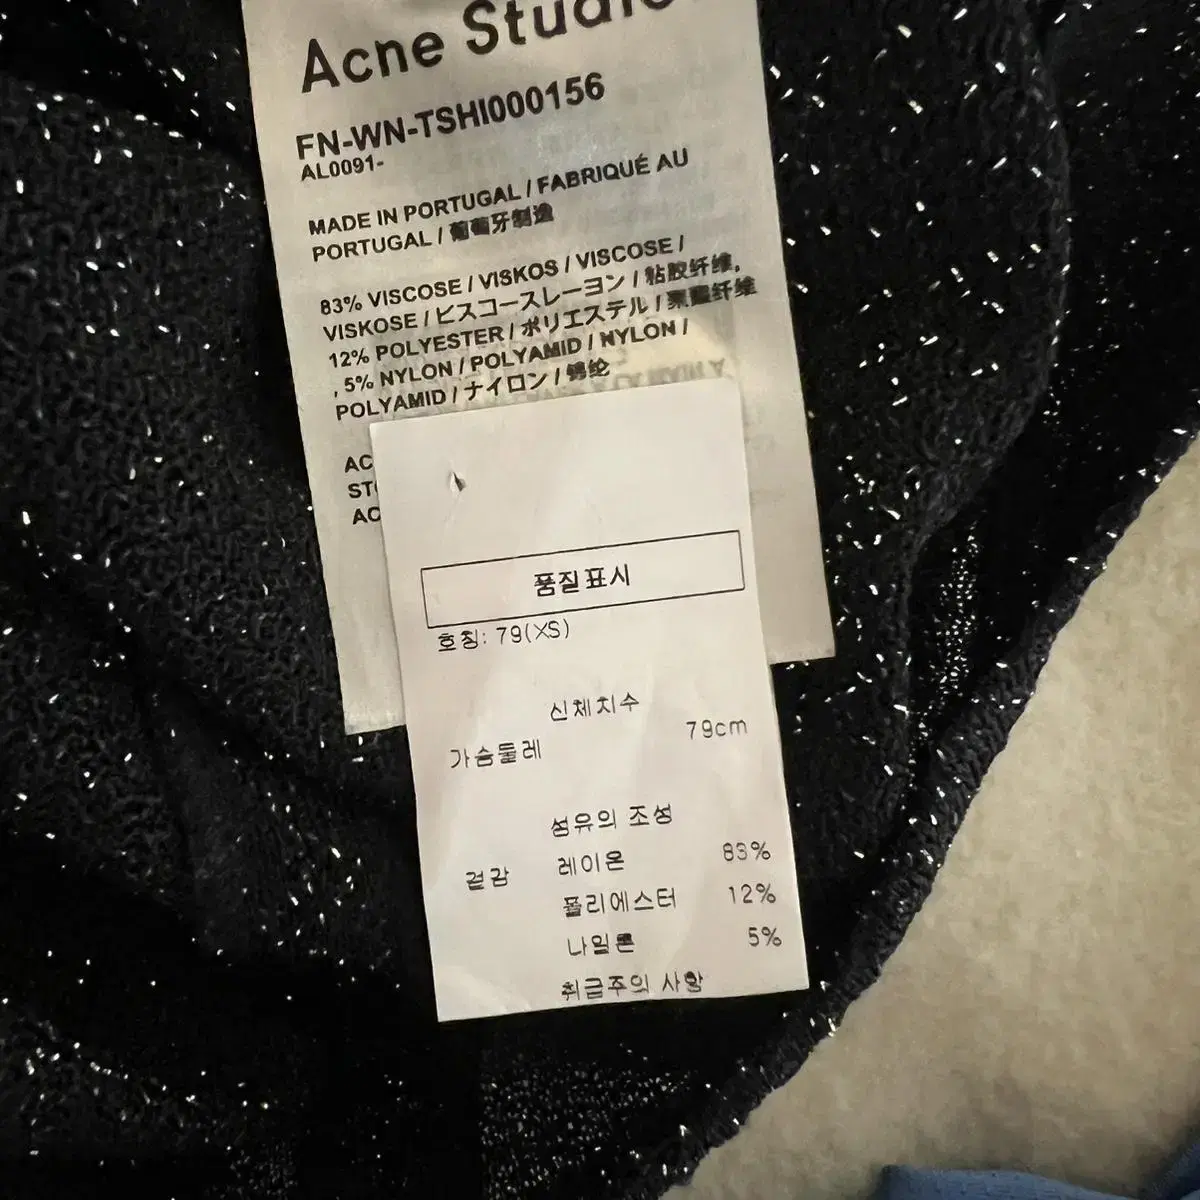 Acne Studio
FN-WN-TSHI000156
AL0091-
MADE IN PORTUGAL / FABRIQUÉ AU
PORTUGAL / 葡萄牙制造
83% VISCOSE / VISKOS / VISCOSE /
VISKOSE / ビスコースレーヨン / 粘胶纤维,
12% POLYESTER / ポリエステル / 聚酯纤维
, 5% NYLON / POLYAMID / NYLON /
POLYAMID / ナイロン / 锦纶
AC
ST
AC
품질표시
호칭: 79(XS)
신체치수
가슴둘레 79cm
섬유의 조성
겉감 레이온 83%
폴리에스터 12%
나일론 5%
취급주의 사항